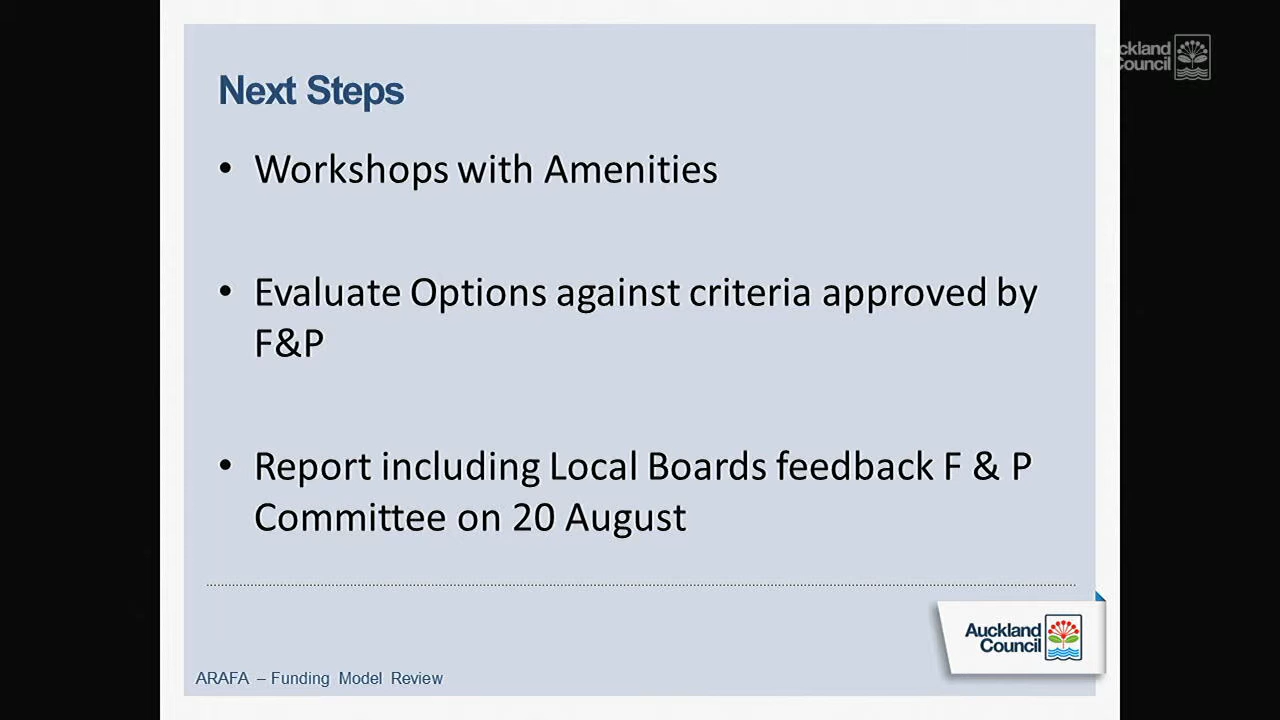 ckland
Council
Next Steps
• Workshops with Amenities
• Evaluate Options against criteria approved by
F&P
• Report including Local Boards feedback F & P
Committee on 20 August
Auckland
Council
ARAFA – Funding Model Review